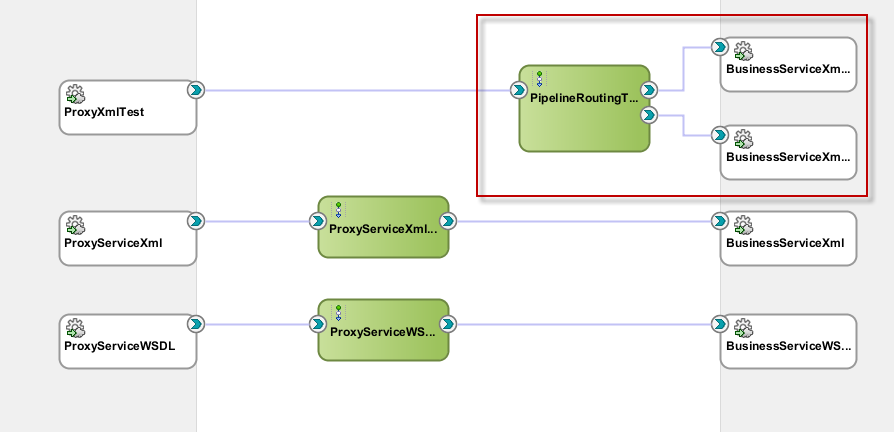 BusinessServiceXm...
PipelineRoutingT...
ProxyXmlTest
BusinessServiceXm...
ProxyServiceXml
ProxyServiceXml...
BusinessServiceXml
ProxyServiceWSDL
ProxyServiceWS...
BusinessServiceWS...